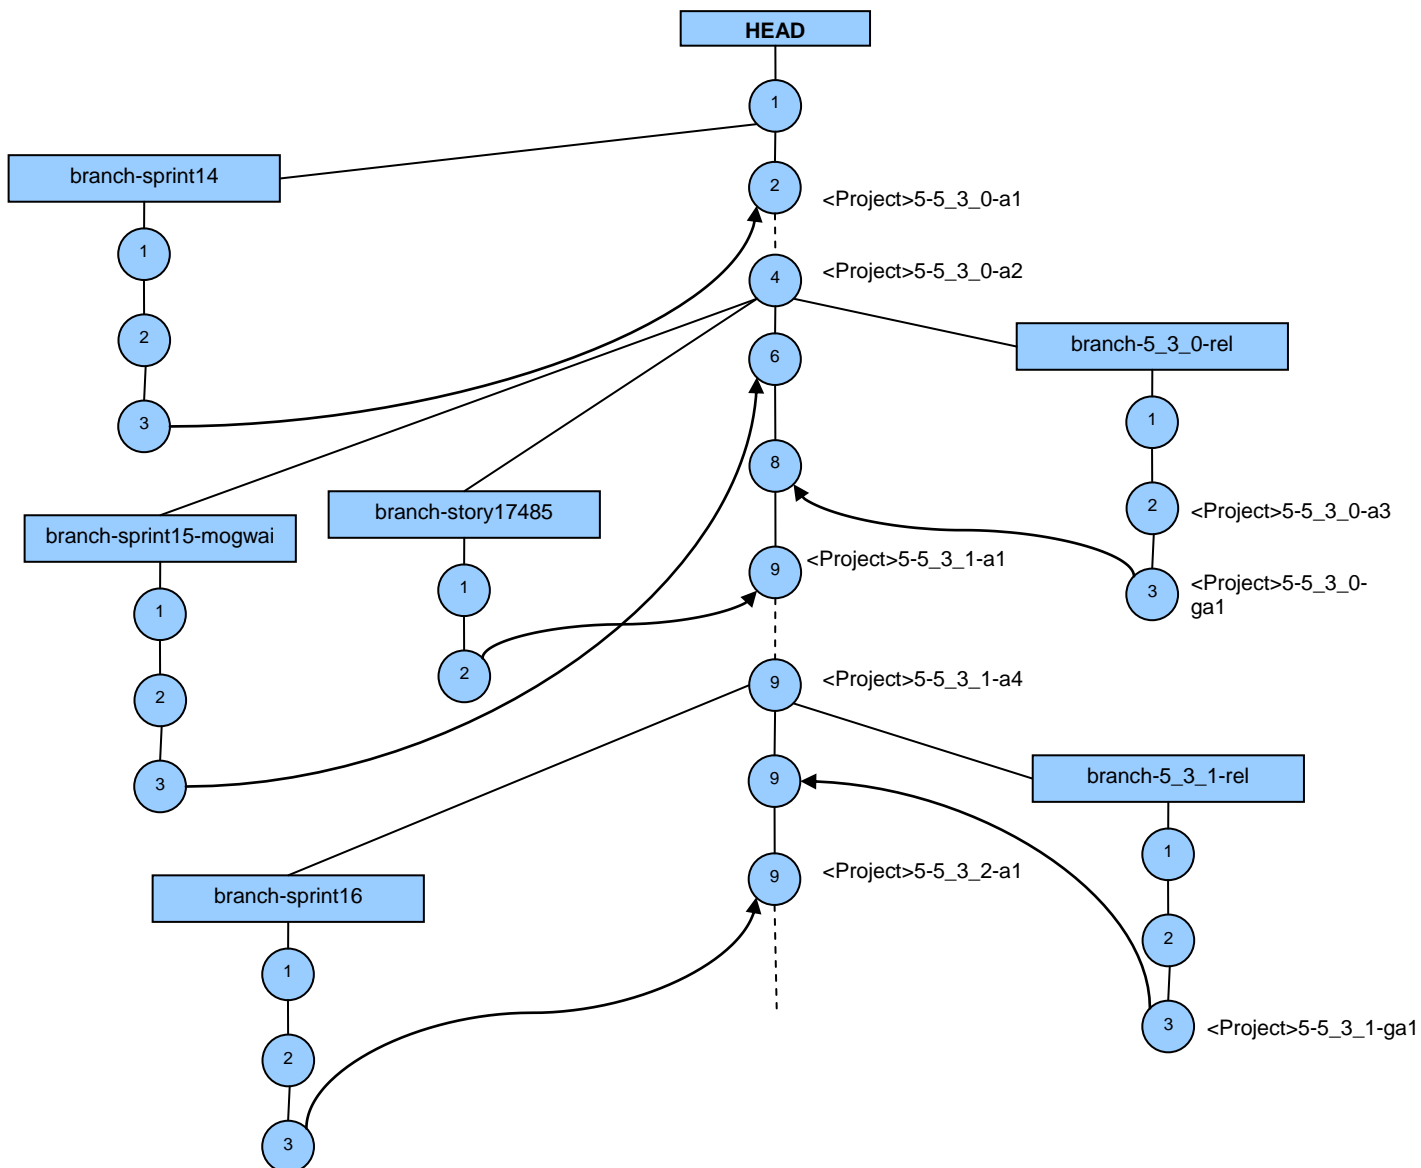 HEAD
1
branch-sprint14
2
<Project>5-5_3_0-a1
1
4
<Project>5-5_3_0-a2
2
6
branch-5_3_0-rel
3
1
8
branch-story17485
2
<Project>5-5_3_0-a3
branch-sprint15-mogwai
9
<Project>5-5_3_1-a1
1
3
<Project>5-5_3_0-
ga1
1
2
9
<Project>5-5_3_1-a4
2
3
9
branch-5_3_1-rel
1
branch-sprint16
9
<Project>5-5_3_2-a1
2
1
3
<Project>5-5_3_1-ga1
2
3